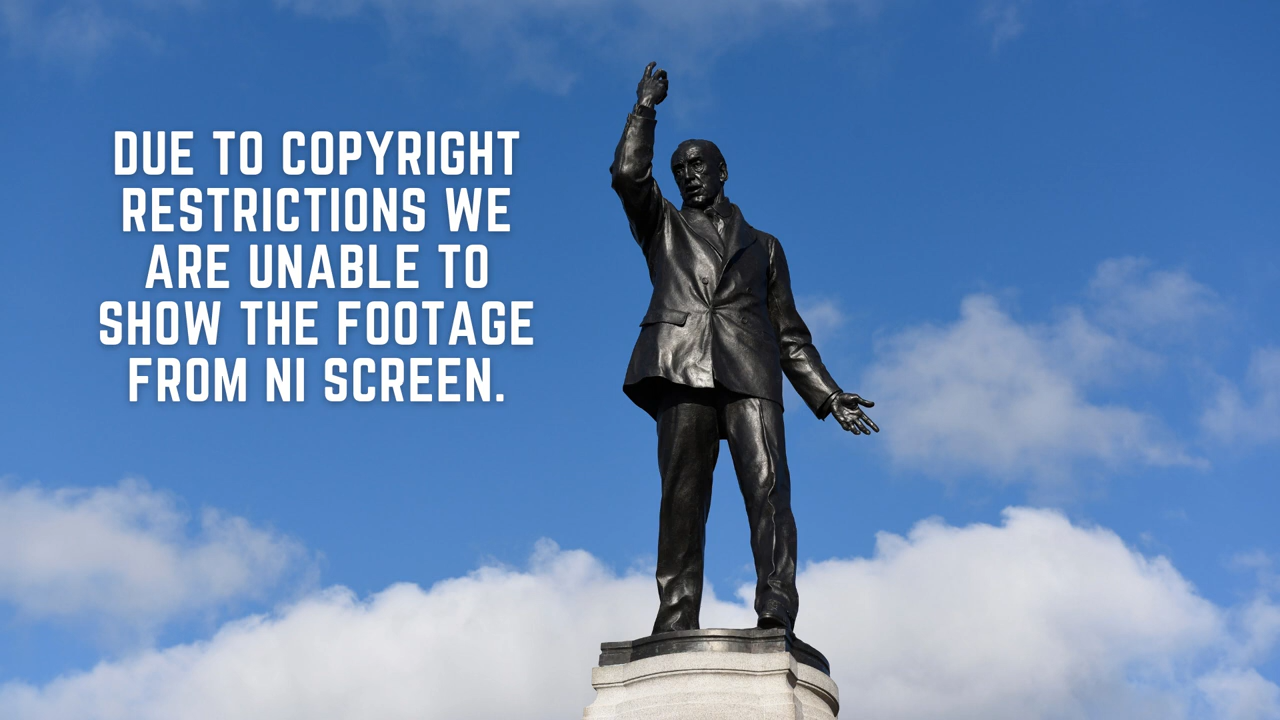 DUE TO COPYRIGHT
RESTRICTIONS WE
ARE UNABLE TO
SHOW THE FOOTAGE
FROM NI SCREEN.